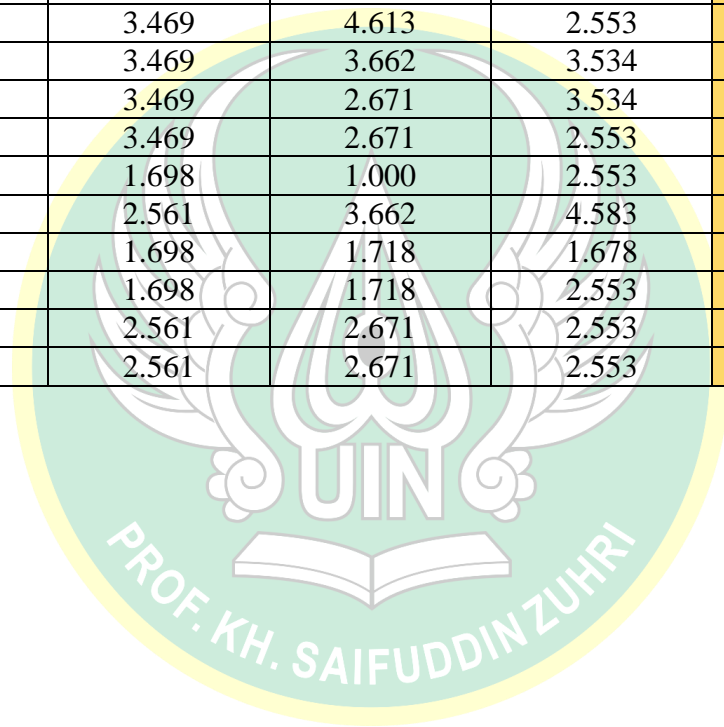 3.469 4.613 2.553
3.469 3.662 3.534
3.469 2.671 3.534
3.469 2.671 2.553
1.698 1.000 2.553
2.561 3.662 4.583
1.698 1.718 1.678
1.698 1.718 2.553
2.561 2.671 2.553
2.561 2.671 2.553
UIN
PROF. KH. SAIFUDDIN ZUHRI